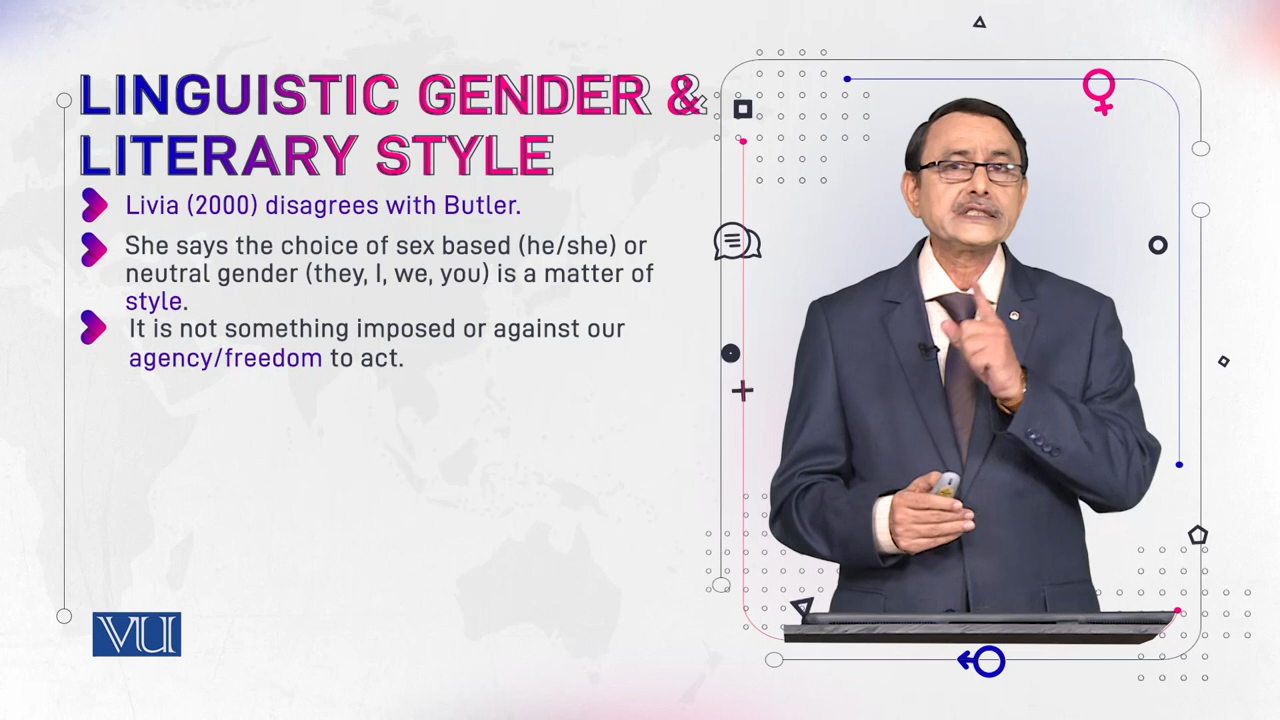 LINGUISTIC GENDER &
LITERARY STYLE
Livia (2000) disagrees with Butler.
She says the choice of sex based (he/she) or
neutral gender (they, I, we, you) is a matter of
style.
It is not something imposed or against our
agency/freedom to act.
VU